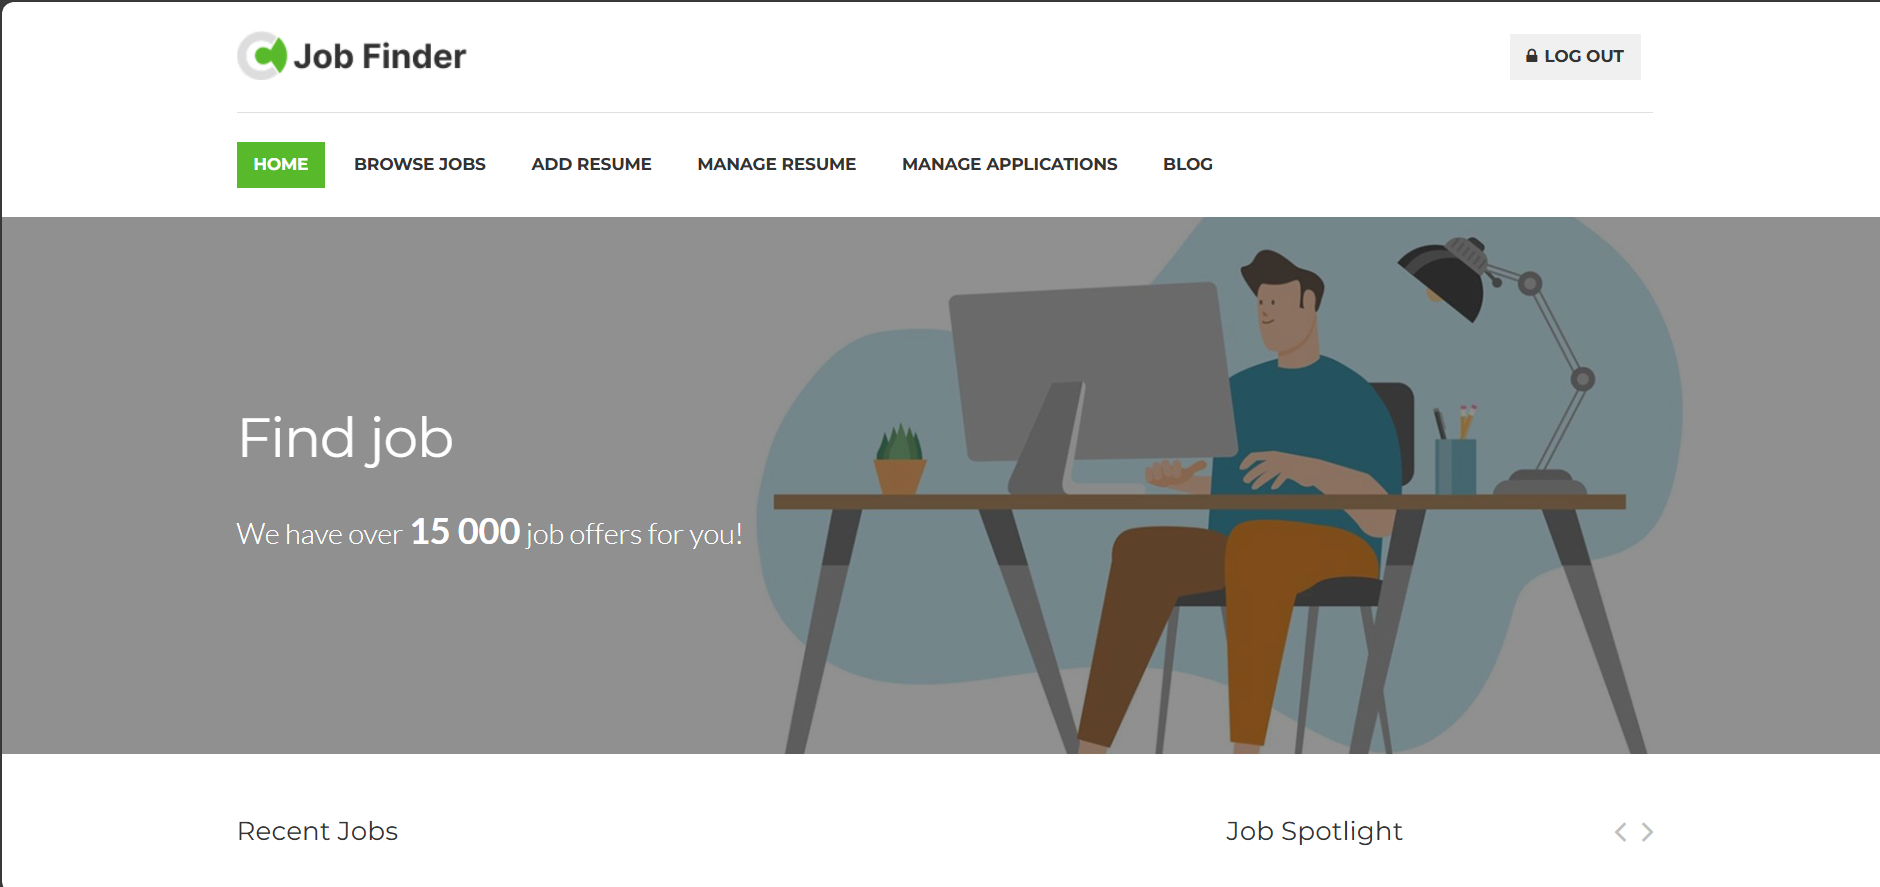 Job Finder
LOG OUT
HOME BROWSE JOBS ADD RESUME MANAGE RESUME MANAGE APPLICATIONS BLOG
Find job
We have over 15 000 job offers for you!
Recent Jobs
Job Spotlight